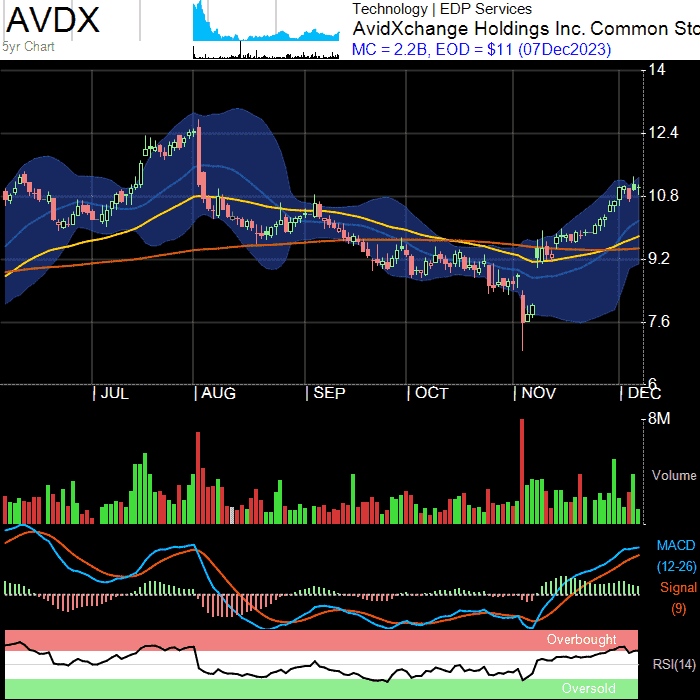 AVDX
5yr Chart
Technology | EDP Services
AvidXchange Holdings Inc. Common Sto
MC = 2.2B, EOD = $11 (07Dec2023)
14
12.4
10.8
9.2
7.6
6
JUL
AUG
SEP
OCT
NOV
DEC
8M
Volume
MACD
(12-26)
Signal
(9)
Overbought
RSI(14)
Oversold